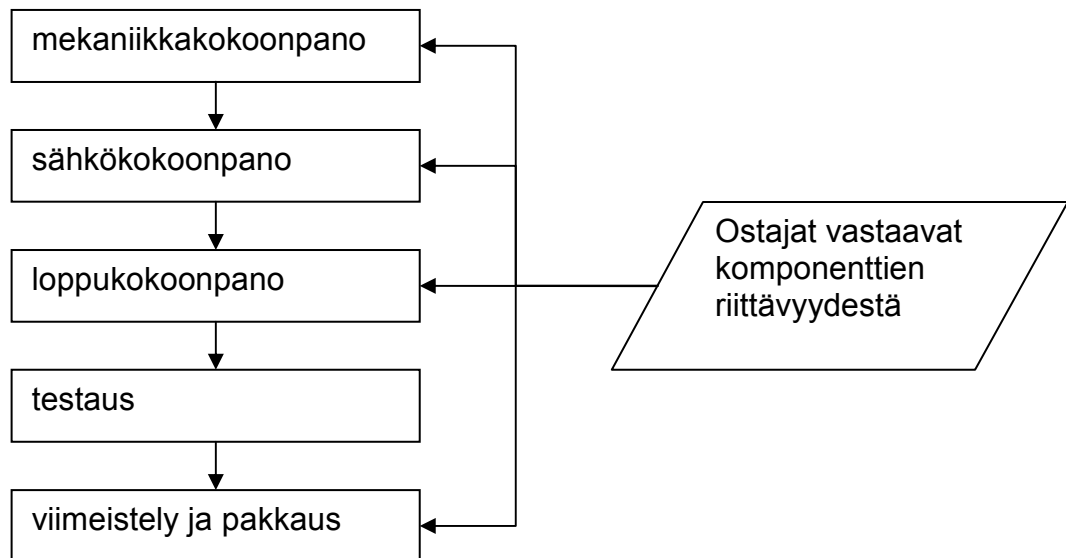 mekaniikkakokoonpano
sähkökokoonpano
loppukokoonpano
testaus
viimeistely ja pakkaus
Ostajat vastaavat
komponenttien
riittävyydestä